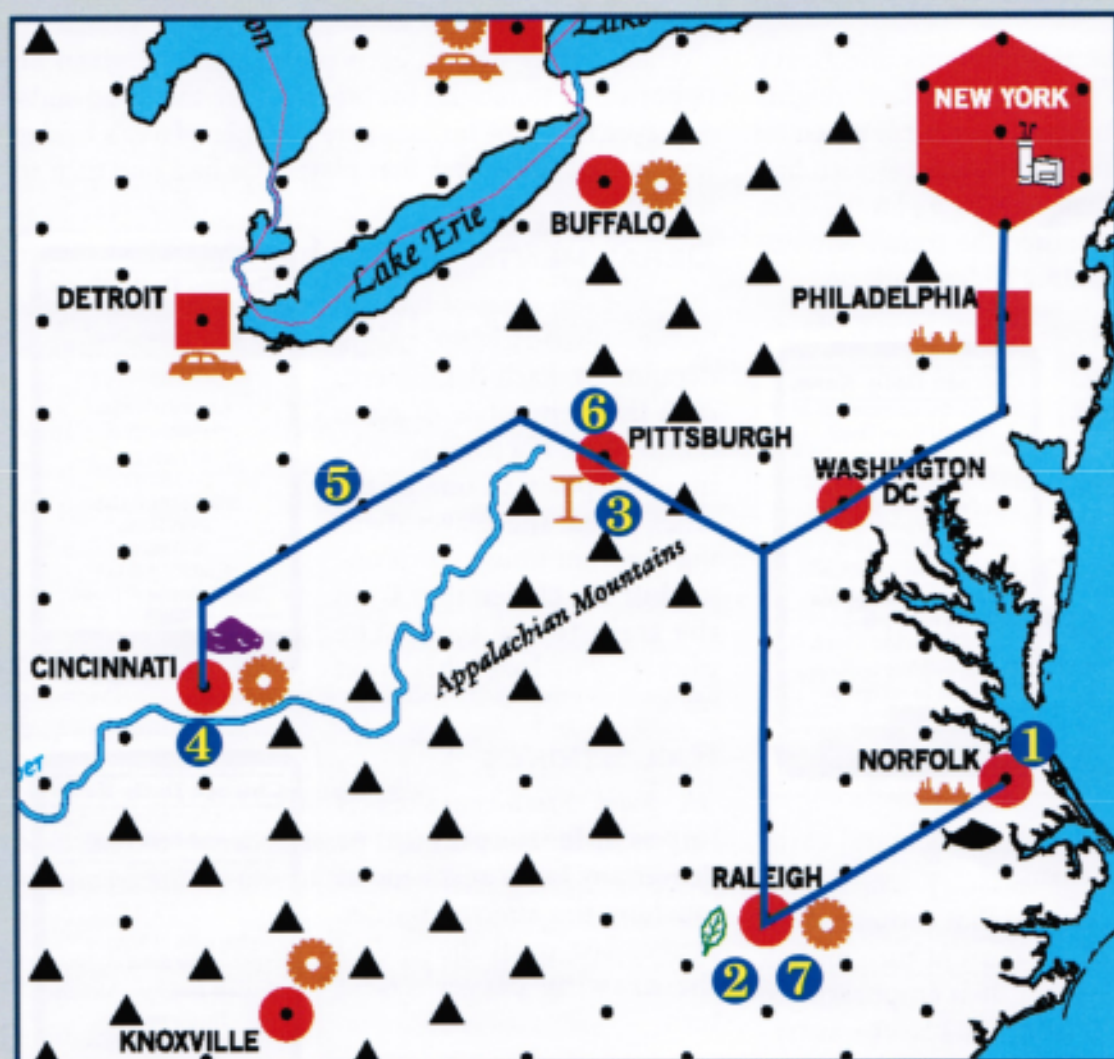 Lake
NEW YORK
BUFFALO
Lake Erie
DETROIT
PHILADELPHIA
6
PITTSBURGH
5
WASHINGTON
DC
3
Appalachian Mountains
CINCINNATI
4
1
NORFOLK
RALEIGH
2
7
KNOXVILLE